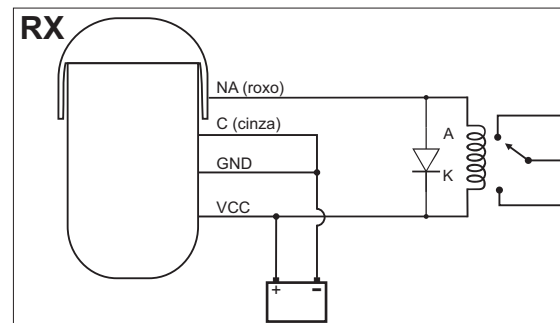 RX
NA (roxo)
C (cinza)
GND
VCC
A
K
+ -